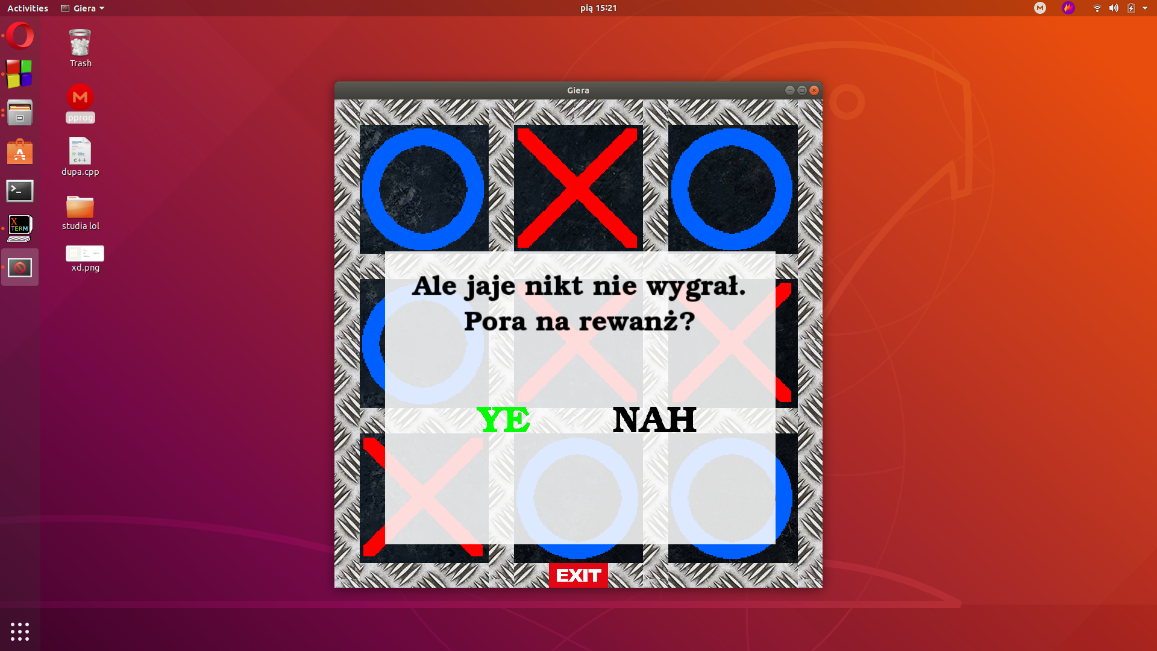 Activities
Giera
pią 15:21
M
Trash
M
pprog
C++
dupa.cpp
studia lol
xd.png
A
X
TERM
Giera
Ale jaje nikt nie wygrał.
Pora na rewanż?
YE NAH
EXIT